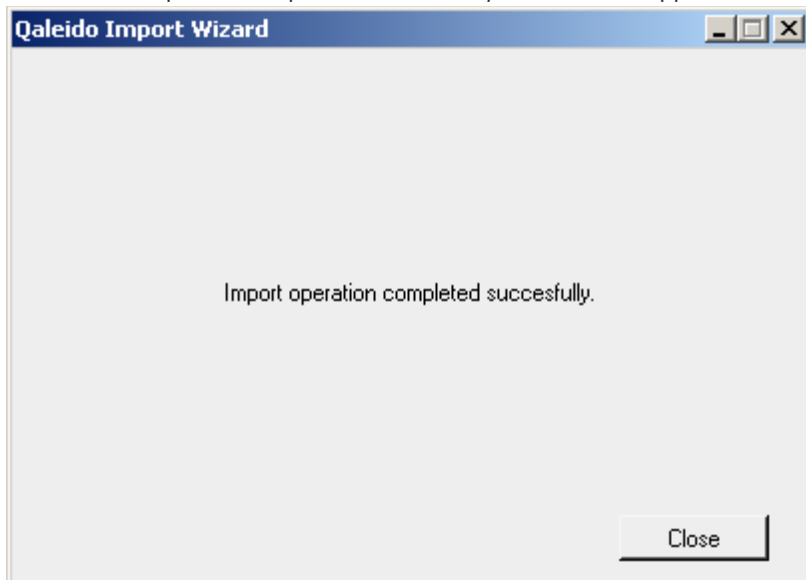 Qaleido Import Wizard
Import operation completed succesfully.
Close